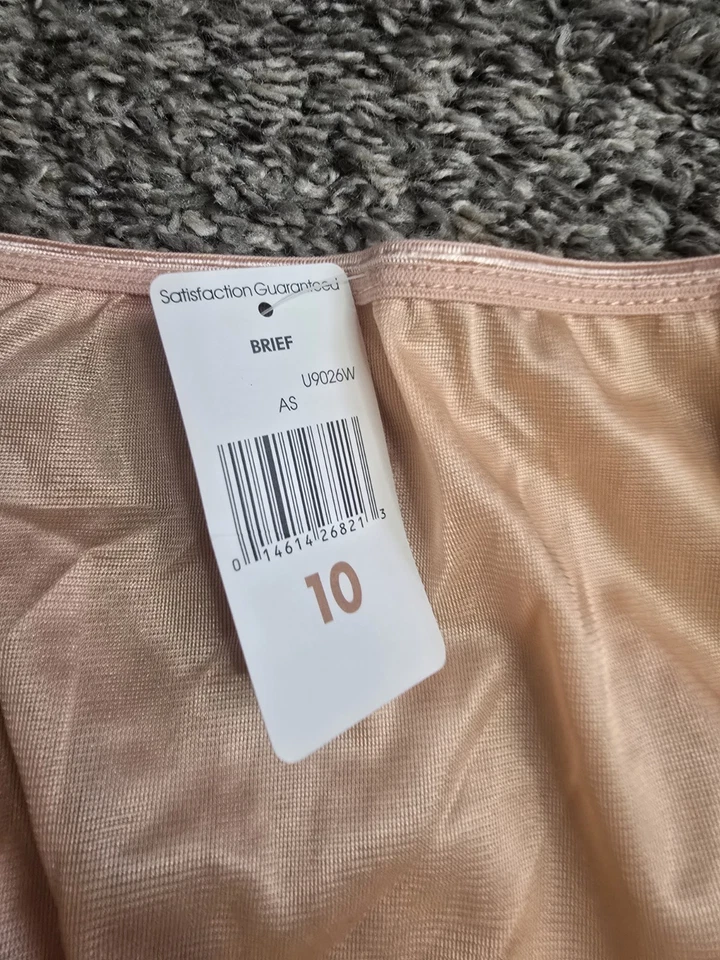 Satisfaction Guaranteed
BRIEF
U9026W
AS
0 14614 26821 3
10